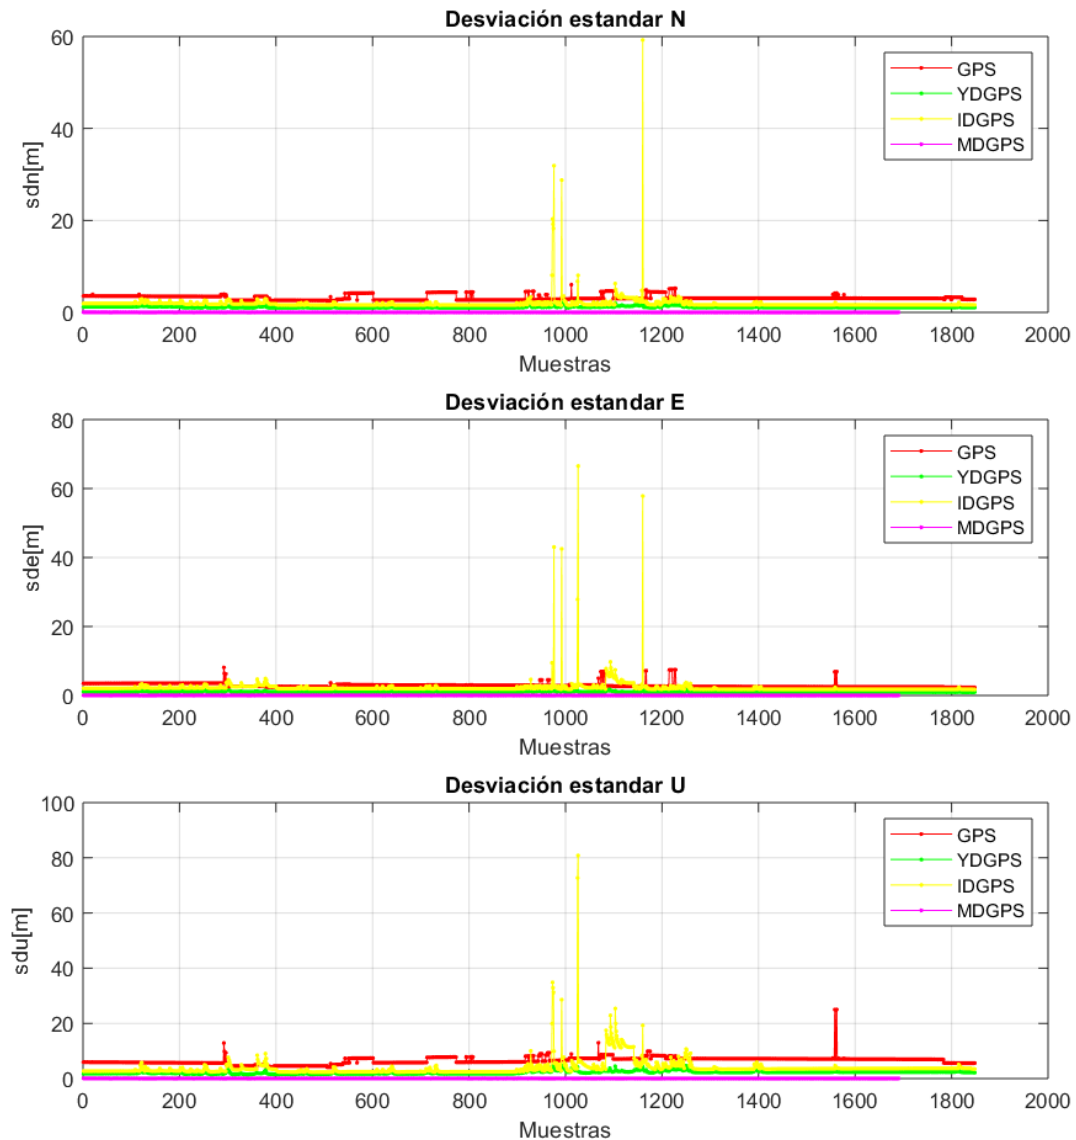 Desviación estandar N
60
40
20
0
sdn[m]
GPS
YDGPS
IDGPS
MDGPS
0 200 400 600 800 1000 1200 1400 1600 1800 2000
Muestras
Desviación estandar E
80
60
40
20
0
sde[m]
GPS
YDGPS
IDGPS
MDGPS
0 200 400 600 800 1000 1200 1400 1600 1800 2000
Muestras
Desviación estandar U
100
80
60
40
20
0
sdu[m]
GPS
YDGPS
IDGPS
MDGPS
0 200 400 600 800 1000 1200 1400 1600 1800 2000
Muestras